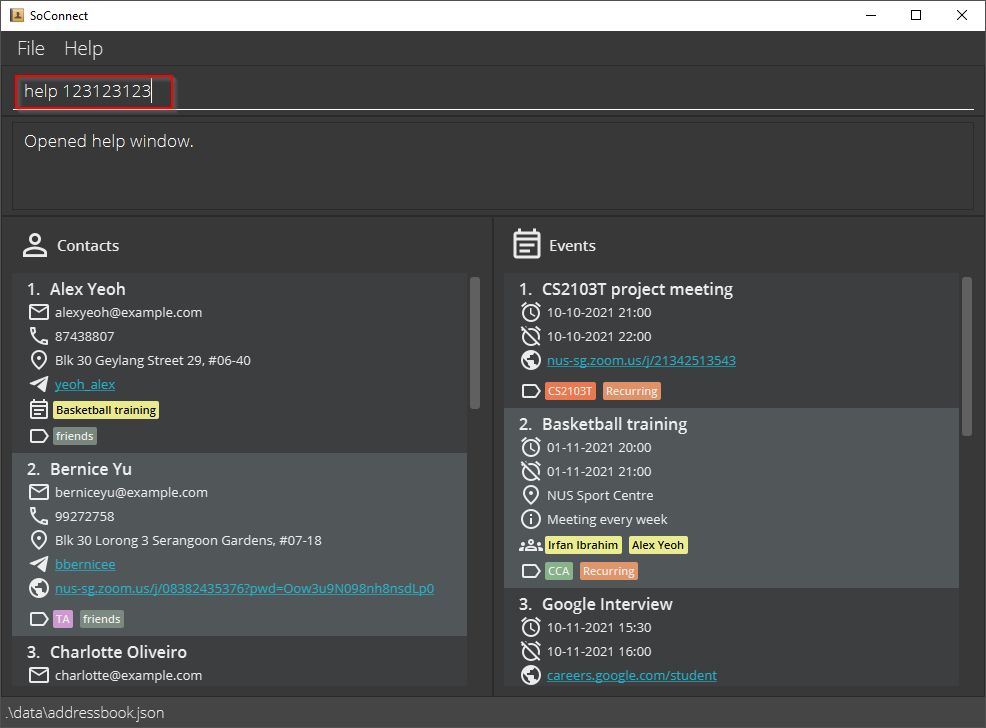 SoConnect
File Help
help 123123123
Opened help window.
Contacts
1. Alex Yeoh
alexyeoh@example.com
87438807
Blk 30 Geylang Street 29, #06-40
yeoh_alex
Basketball training
friends
2. Bernice Yu
berniceyu@example.com
99272758
Blk 30 Lorong 3 Serangoon Gardens, #07-18
bbernicee
nus-sg.zoom.us/j/08382435376?pwd=Oow3u9N098nh8nsdLp0
TA friends
3. Charlotte Oliveiro
charlotte@example.com
Events
1. CS2103T project meeting
10-10-2021 21:00
10-10-2021 22:00
nus-sg.zoom.us/j/21342513543
CS2103T Recurring
2. Basketball training
01-11-2021 20:00
01-11-2021 21:00
NUS Sport Centre
Meeting every week
Irfan Ibrahim Alex Yeoh
CCA Recurring
3. Google Interview
10-11-2021 15:30
10-11-2021 16:00
careers.google.com/student
.\data\addressbook.json